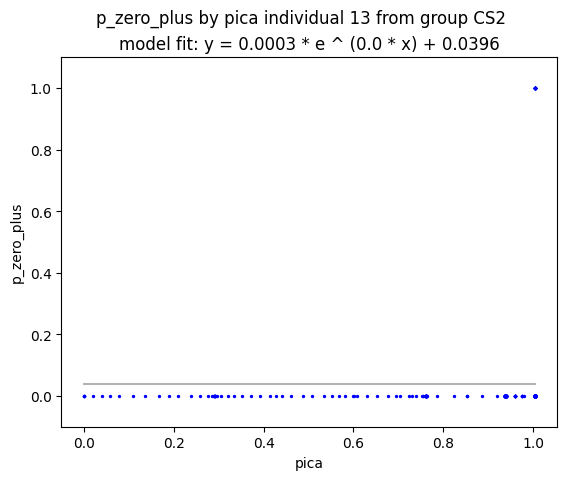 p_zero_plus by pica individual 13 from group CS2
model fit: y = 0.0003 * e ^ (0.0 * x) + 0.0396
1.0
0.8
0.6
0.4
0.2
0.0
p_zero_plus
0.0 0.2 0.4 0.6 0.8 1.0
pica